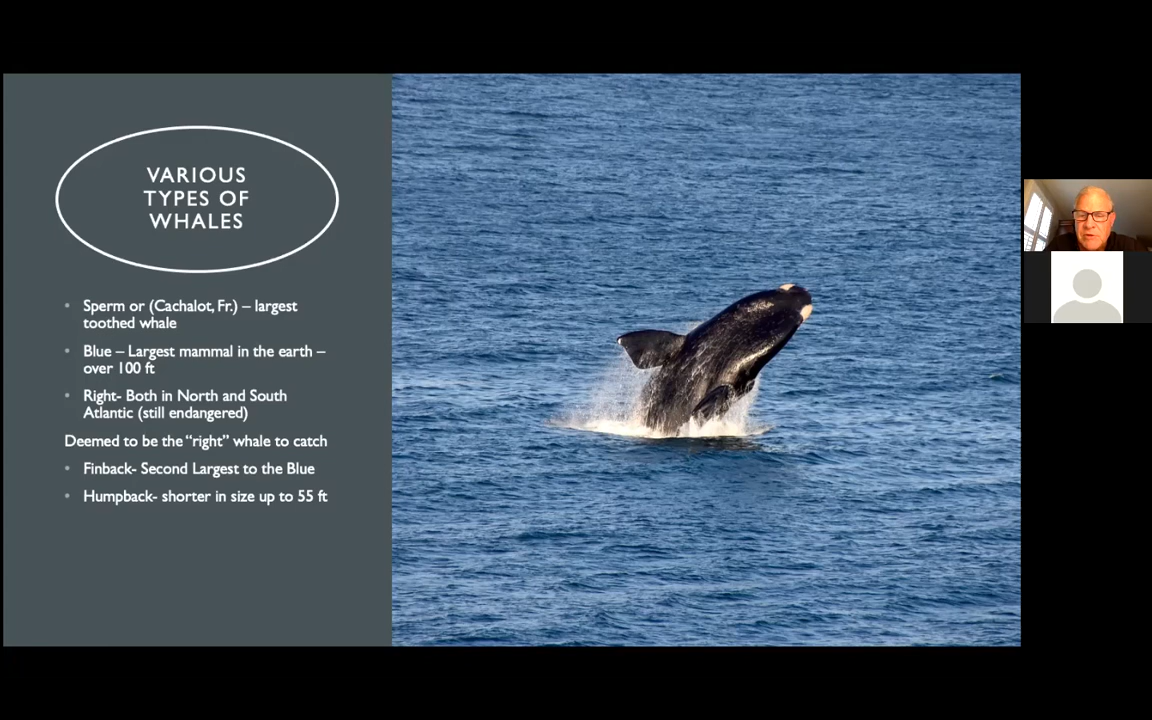 VARIOUS
TYPES OF
WHALES
• Sperm or (Cachalot, Fr.) – largest
toothed whale
• Blue – Largest mammal in the earth –
over 100 ft
• Right- Both in North and South
Atlantic (still endangered)
Deemed to be the “right” whale to catch
• Finback- Second Largest to the Blue
• Humpback- shorter in size up to 55 ft